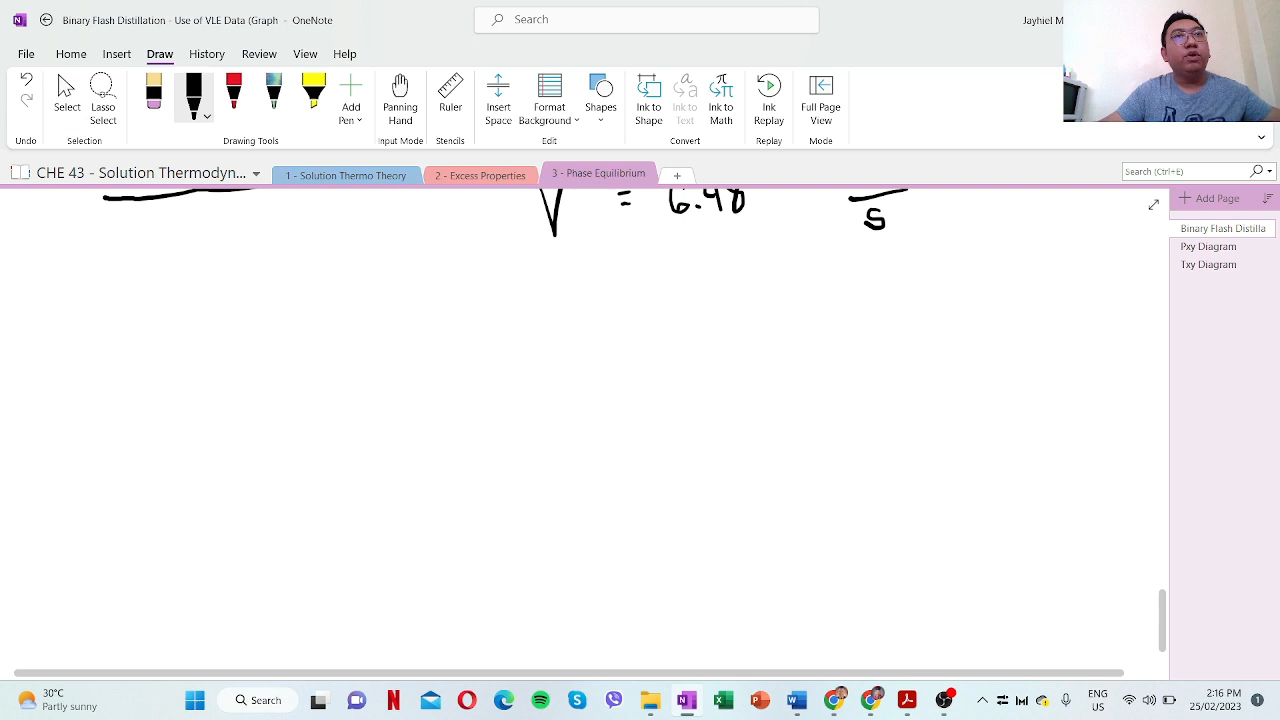 Binary Flash Distillation - Use of VLE Data (Graph - OneNote
Search
Jayhiel M
File Home Insert Draw History Review View Help
Undo
Select
Lasso Select
Add Pen
Panning Hand
Ruler
Insert Space
Format Background
Shapes
Ink to Shape
Ink to Text
Ink to Math
Ink Replay
Full Page View
Undo Selection Drawing Tools Input Mode Stencils Edit Convert Replay Mode
CHE 43 - Solution Thermodyn... 1 - Solution Thermo Theory 2 - Excess Properties 3 - Phase Equilibrium
Search (Ctrl+E)
Add Page
Binary Flash Distilla
Pxy Diagram
Txy Diagram
V = 6.48
s
30°C
Partly sunny
Search
ENG
US
2:16 PM
25/02/2023
1